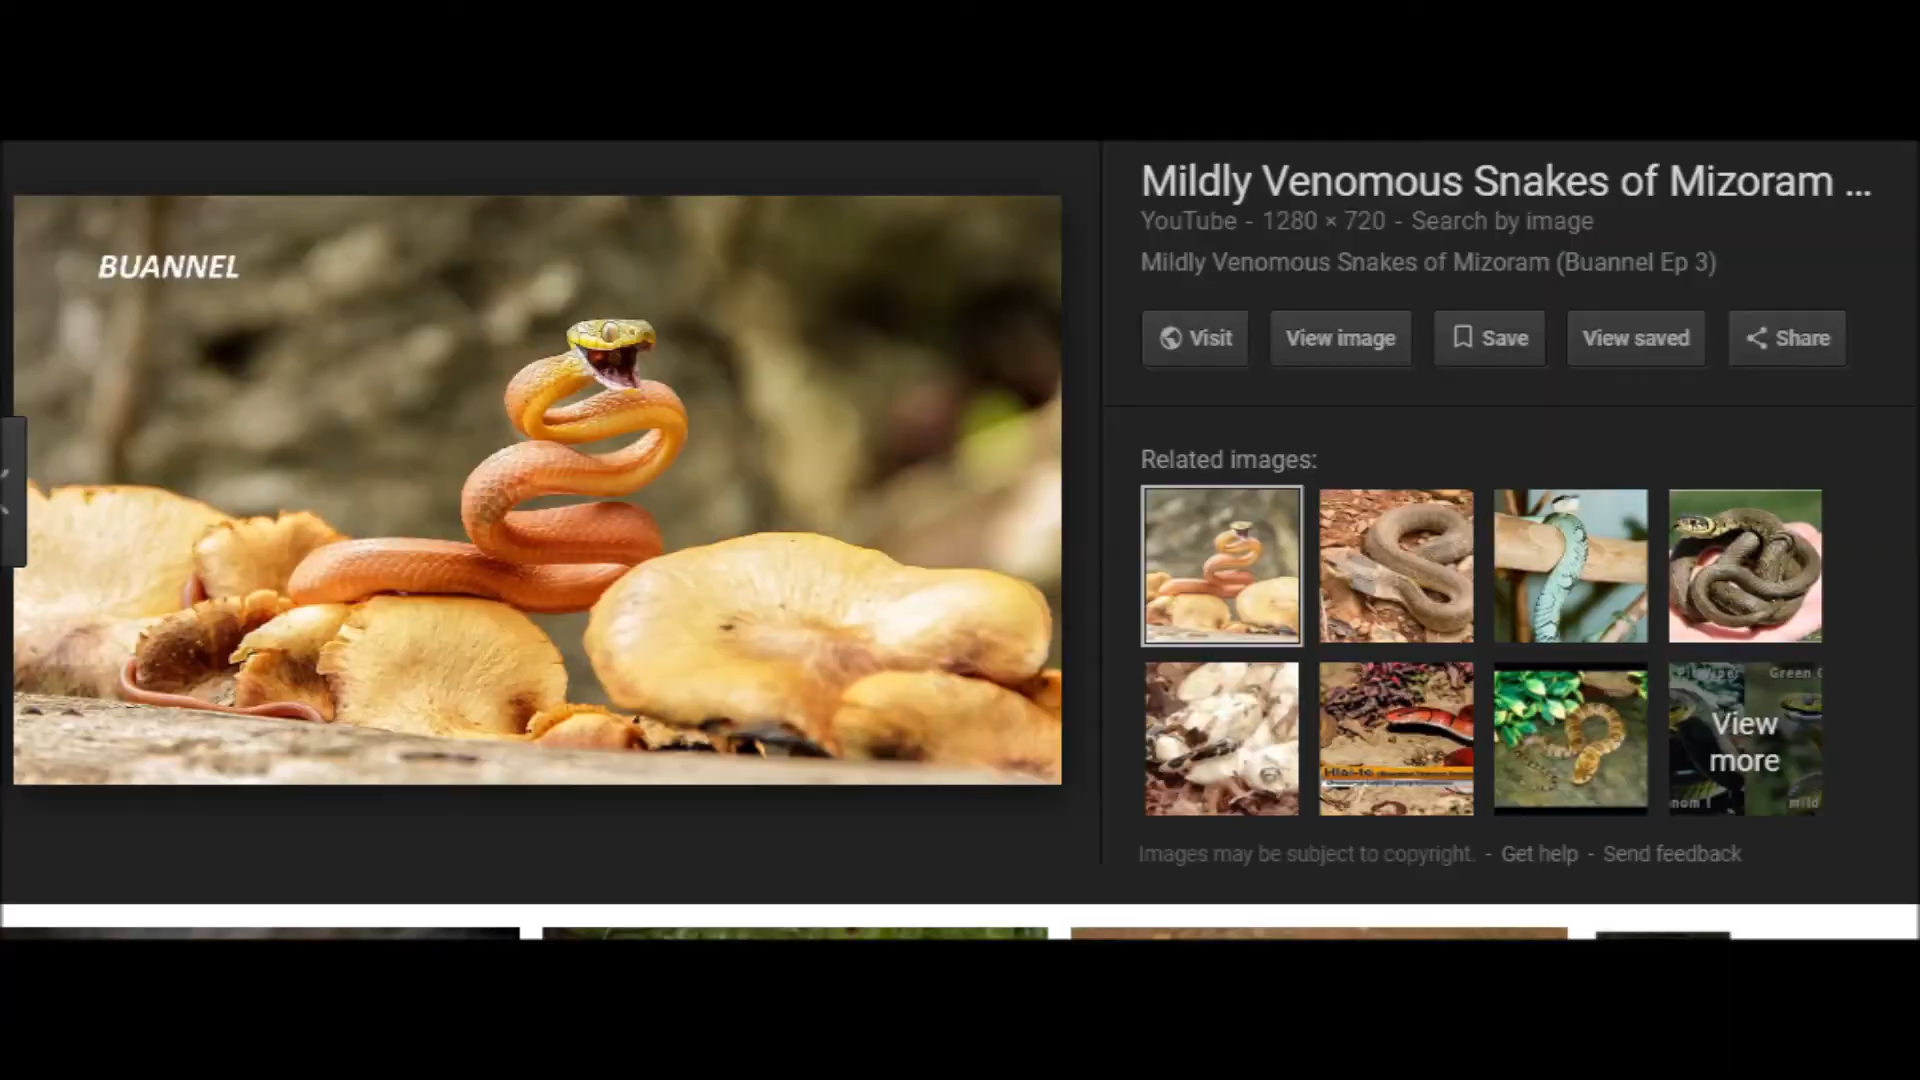 BUANNEL
Mildly Venomous Snakes of Mizoram ...
YouTube - 1280 × 720 - Search by image
Mildly Venomous Snakes of Mizoram (Buannel Ep 3)
Visit
View image
Save
View saved
Share
Related images:
Green
View
more
mild
Images may be subject to copyright. - Get help - Send feedback